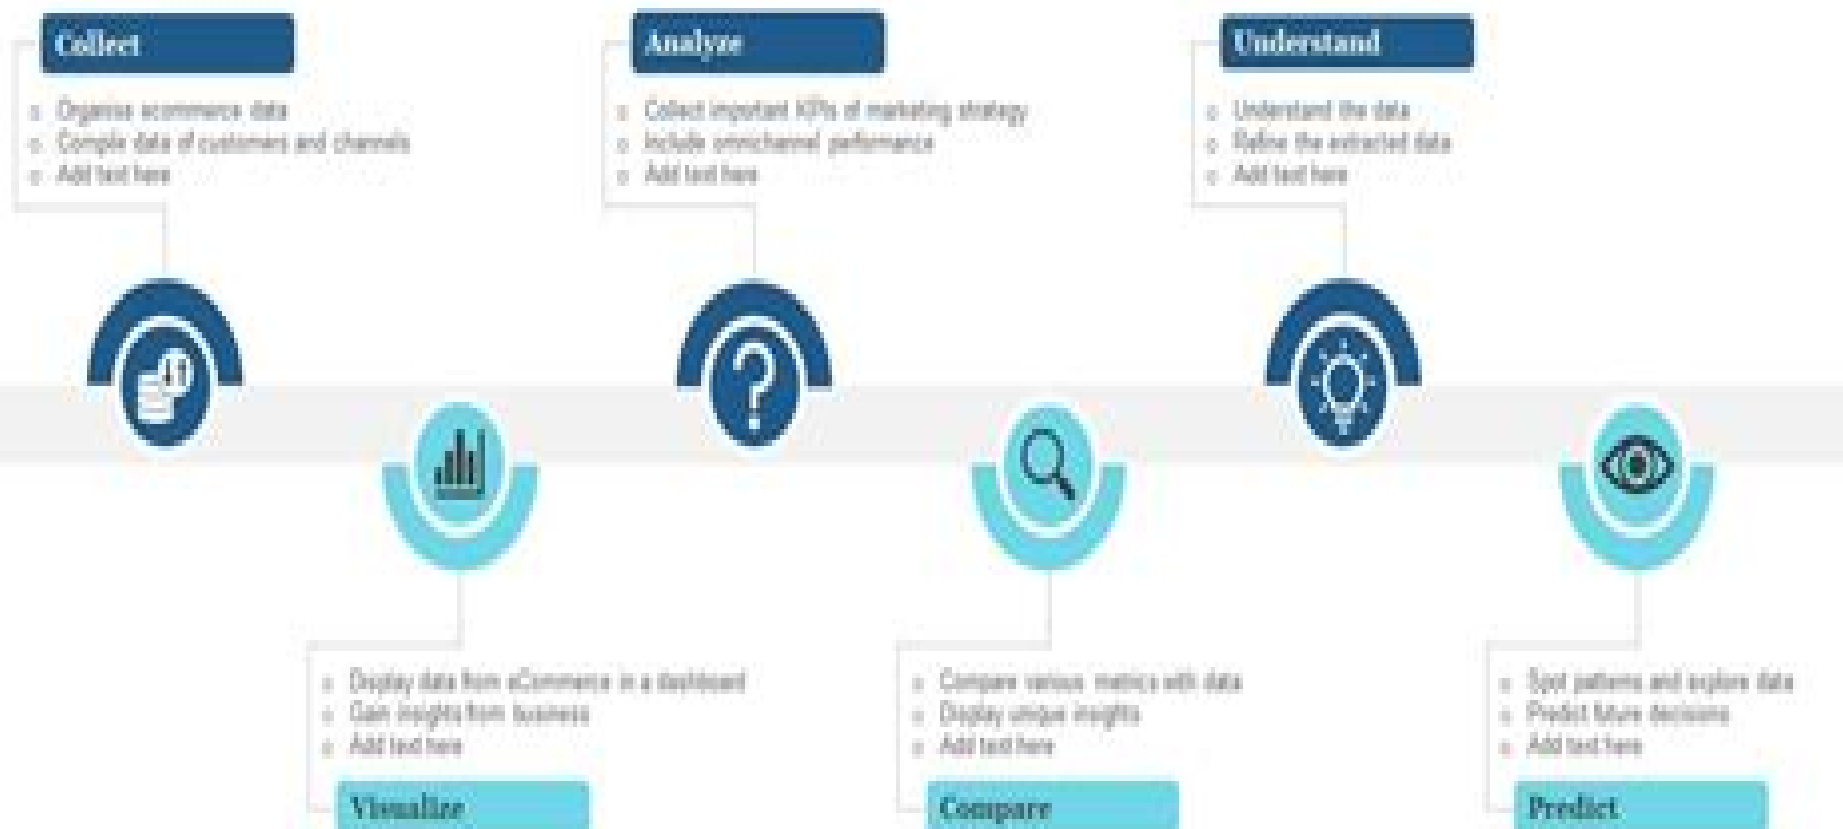 Collect
Organise ecommerce data
Compile data of customers and channels
Add text here
Analyze
Collect important KPIs of marketing strategy
Include omnichannel performance
Add text here
Understand
Understand the data
Refine the extracted data
Add text here
Display data from eCommerce in a dashboard
Gain insights from business
Add text here
Visualize
Compare various metrics with data
Display unique insights
Add text here
Compare
Spot patterns and explore data
Predict future decisions
Add text here
Predict